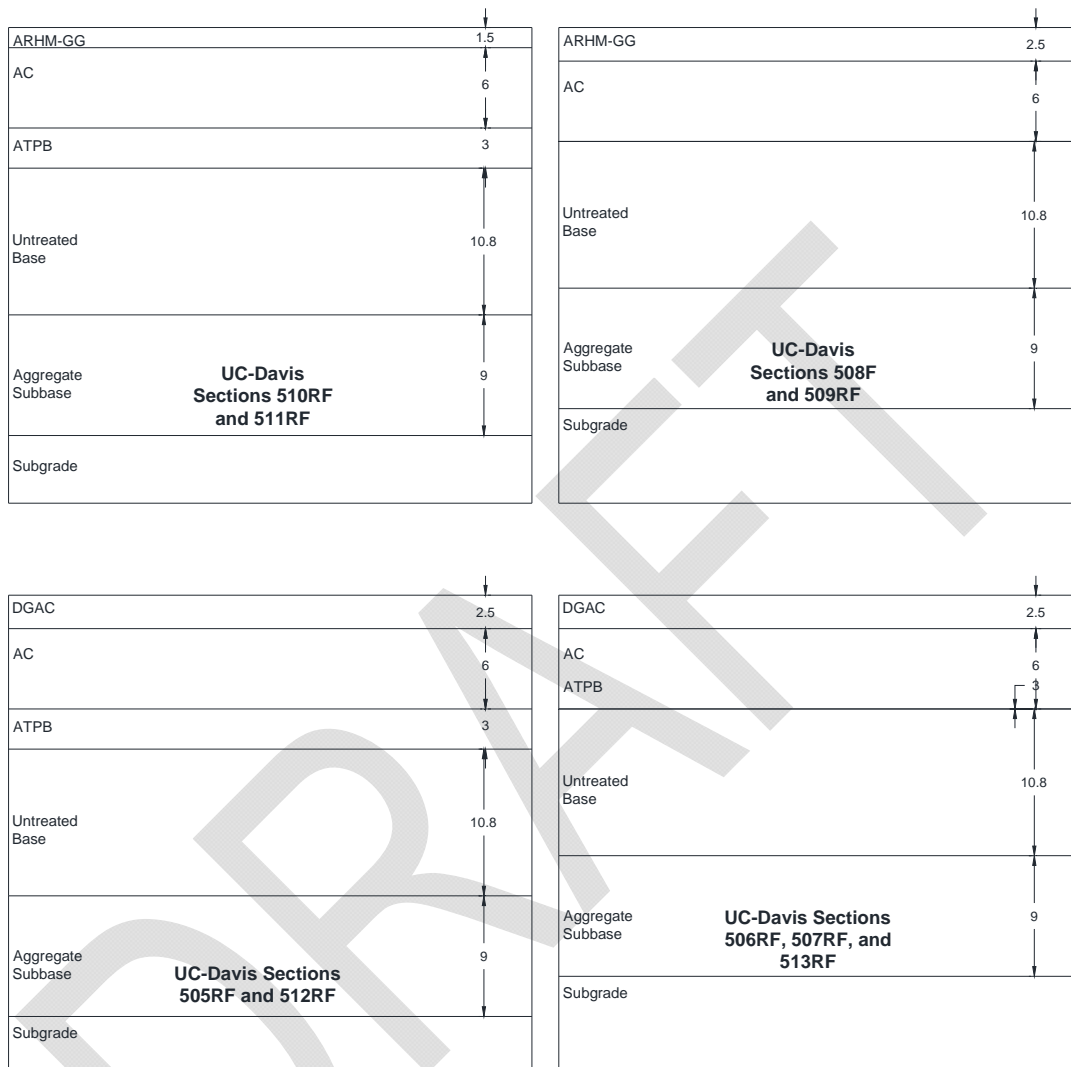 ARHM-GG
1.5
AC
6
ATPB
3
Untreated
Base
10.8
Aggregate
Subbase
9
UC-Davis
Sections 510RF
and 511RF
Subgrade
ARHM-GG
2.5
AC
6
Untreated
Base
10.8
Aggregate
Subbase
9
UC-Davis
Sections 508F
and 509RF
Subgrade
DGAC
2.5
AC
6
ATPB
3
Untreated
Base
10.8
Aggregate
Subbase
9
UC-Davis Sections
505RF and 512RF
Subgrade
DGAC
2.5
AC
6
ATPB
3
Untreated
Base
10.8
Aggregate
Subbase
9
UC-Davis Sections
506RF, 507RF, and
513RF
Subgrade
DRAFT